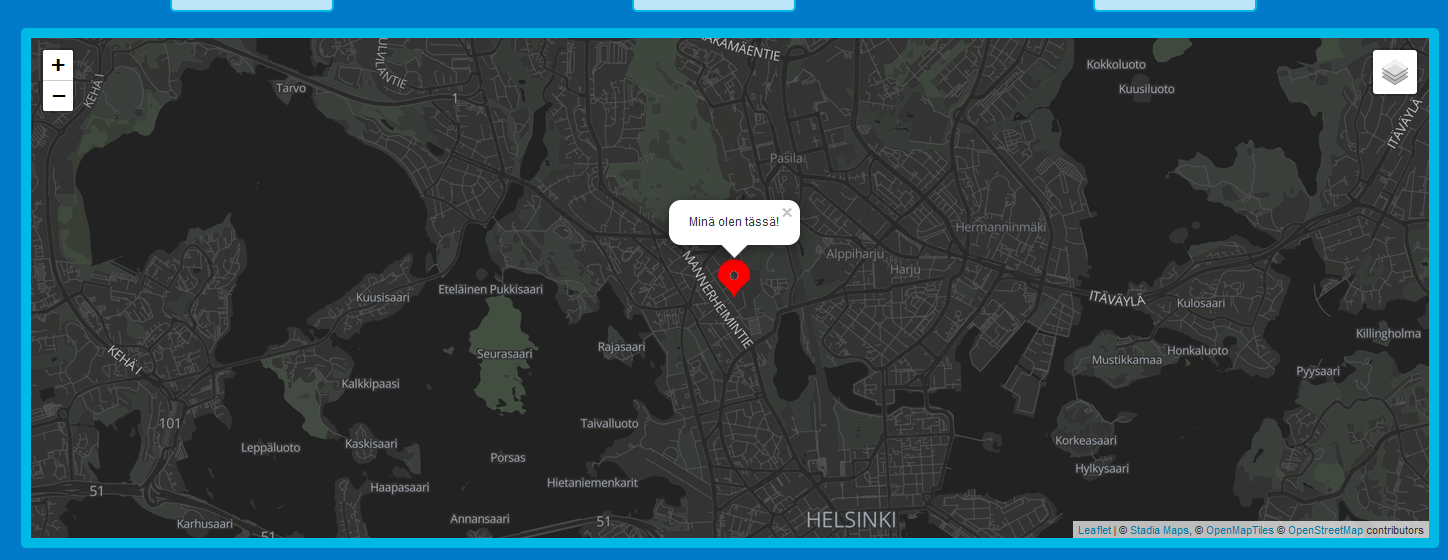 +
−
KEHÄ I
Tarvo
1
Kokkoluoto
Kuusiluoto
ITÄVÄYLÄ
Pasila
Minä olen tässä!
×
Hermanninmäki
Alppiharju
Harju
MANNERHEIMINTIE
Eteläinen Pukkisaari
Kuusisaari
ITÄVÄYLÄ
Kulosaari
Killingholma
KEHÄ I
Seurasaari
Rajasaari
Honkaluoto
Mustikkamaa
Pyysaari
Kalkkipaasi
101
Taivalluoto
Kaskisaari
Leppäluoto
Korkeasaari
Porsas
Hylkysaari
51
Haapasaari
Hietaniemenkarit
Karhusaari
51
Annansaari
51
HELSINKI
Leaflet | © Stadia Maps, © OpenMapTiles © OpenStreetMap contributors